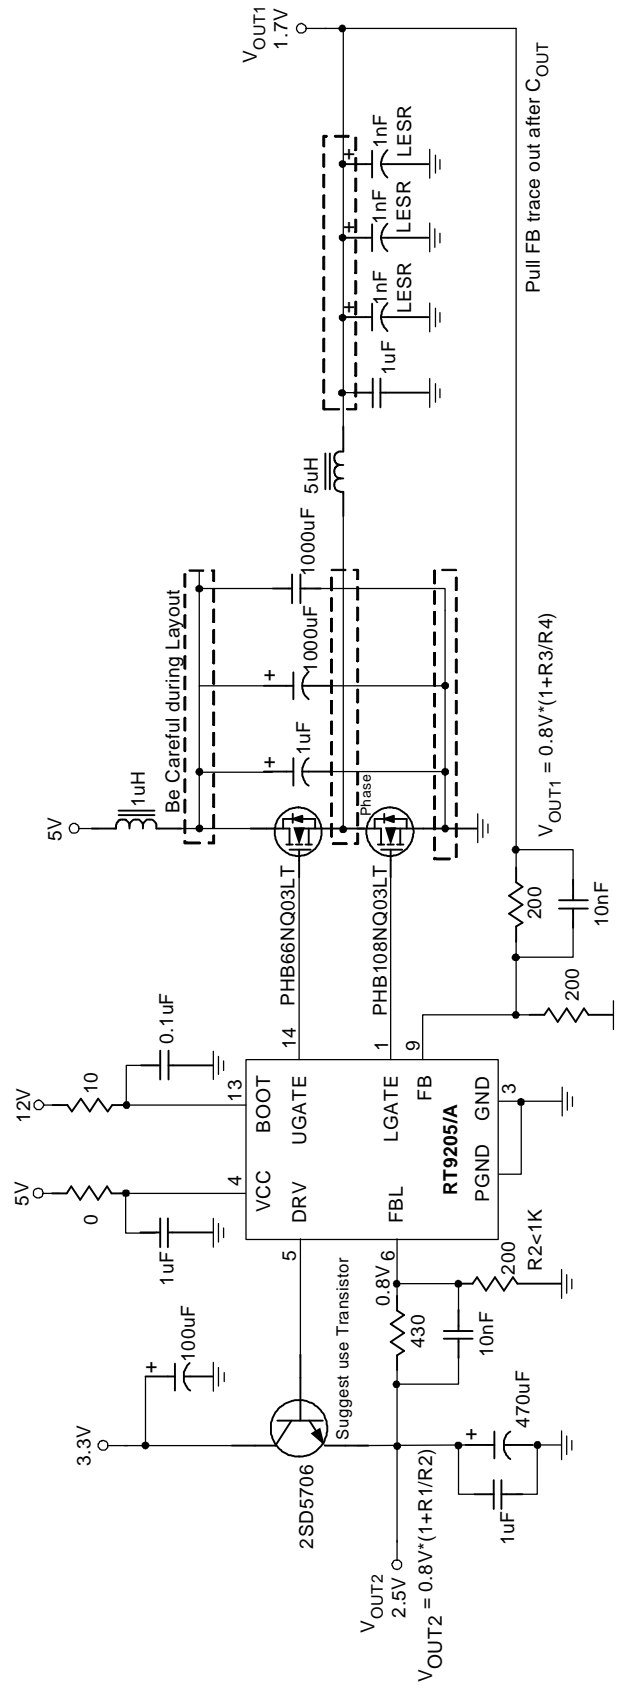 VOUT1
1.7V
Pull FB trace out after COUT
1nF
LESR
1nF
LESR
1nF
LESR
1uF
5uH
1000uF
1000uF
1uF
Be Careful during Layout
5V
1uH
Phase
PHB66NQ03LT
PHB108NQ03LT
VOUT1 = 0.8V*(1+R3/R4)
200
10nF
200
12V
10
0.1uF
5V
0
1uF
13
BOOT
4
VCC
14
UGATE
1
LGATE
9
FB
RT9205/A
5
DRV
6
FBL
PGND
GND
3
3.3V
100uF
2SD5706
Suggest use Transistor
0.8V
430
10nF
200
R2<1K
470uF
1uF
VOUT2
2.5V
VOUT2 = 0.8V*(1+R1/R2)